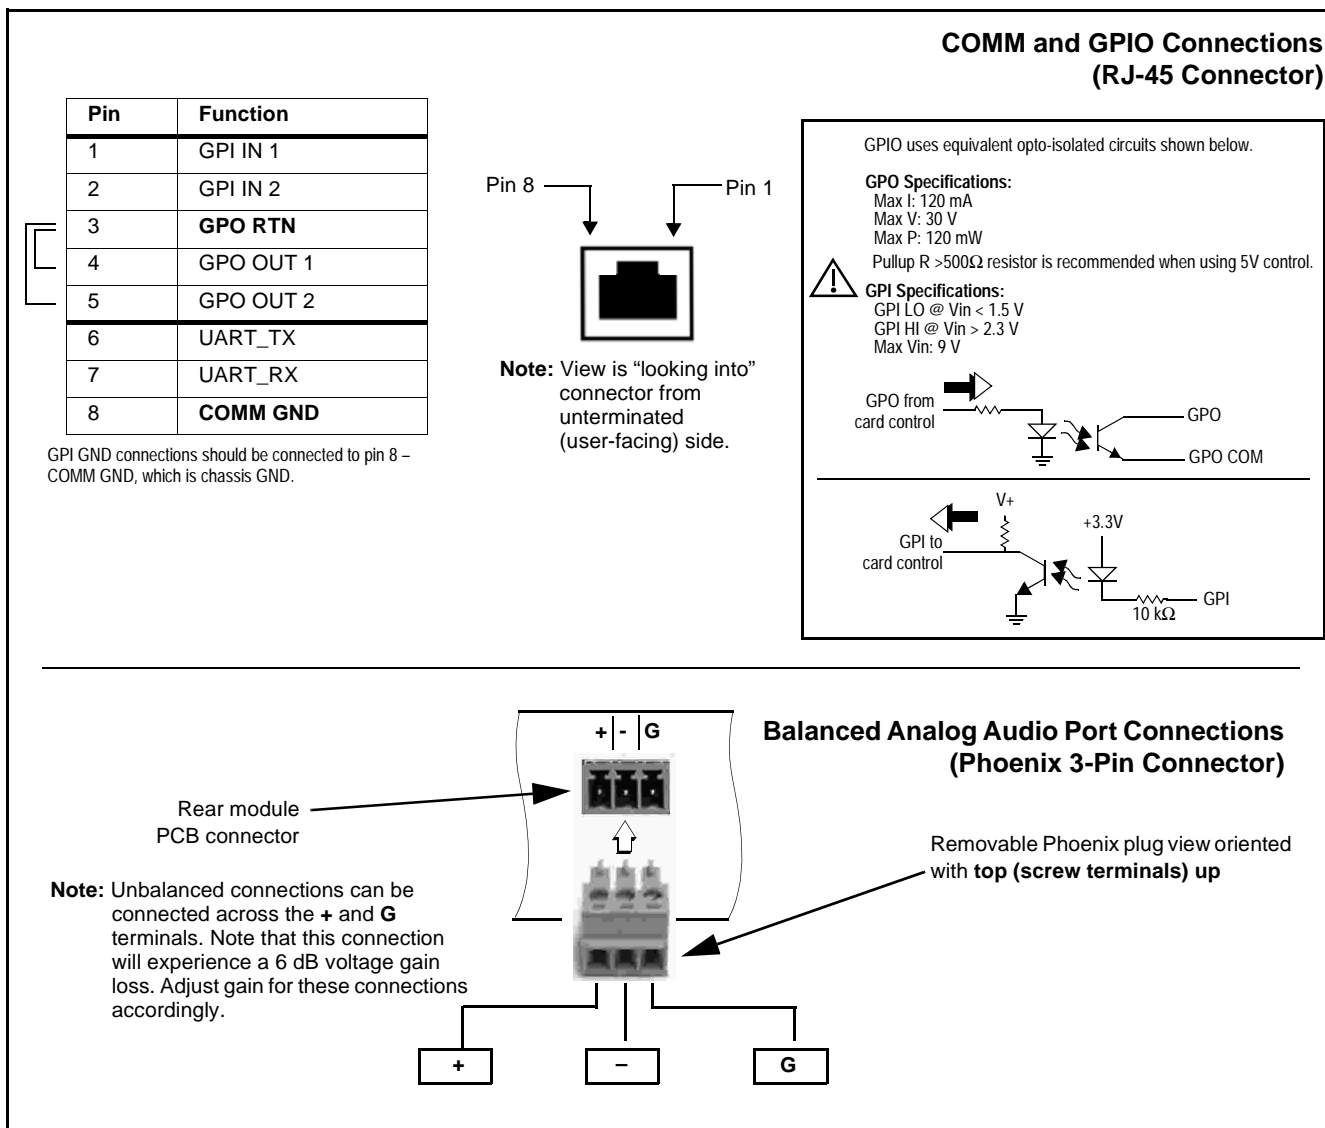 COMM and GPIO Connections
(RJ-45 Connector)
Pin Function
1 GPI IN 1
2 GPI IN 2
3 GPO RTN
4 GPO OUT 1
5 GPO OUT 2
6 UART_TX
7 UART_RX
8 COMM GND
GPI GND connections should be connected to pin 8 –
COMM GND, which is chassis GND.
Pin 8
Pin 1
Note: View is “looking into”
connector from
unterminated
(user-facing) side.
GPIO uses equivalent opto-isolated circuits shown below.
GPO Specifications:
Max I: 120 mA
Max V: 30 V
Max P: 120 mW
Pullup R >500Ω resistor is recommended when using 5V control.
!
GPI Specifications:
GPI LO @ Vin < 1.5 V
GPI HI @ Vin > 2.3 V
Max Vin: 9 V
GPO from
card control
GPO
GPO COM
V+
+3.3V
GPI to
card control
GPI
10 kΩ
Balanced Analog Audio Port Connections
(Phoenix 3-Pin Connector)
+ - G
Rear module
PCB connector
Removable Phoenix plug view oriented
with top (screw terminals) up
Note: Unbalanced connections can be
connected across the + and G
terminals. Note that this connection
will experience a 6 dB voltage gain
loss. Adjust gain for these connections
accordingly.
+ – G